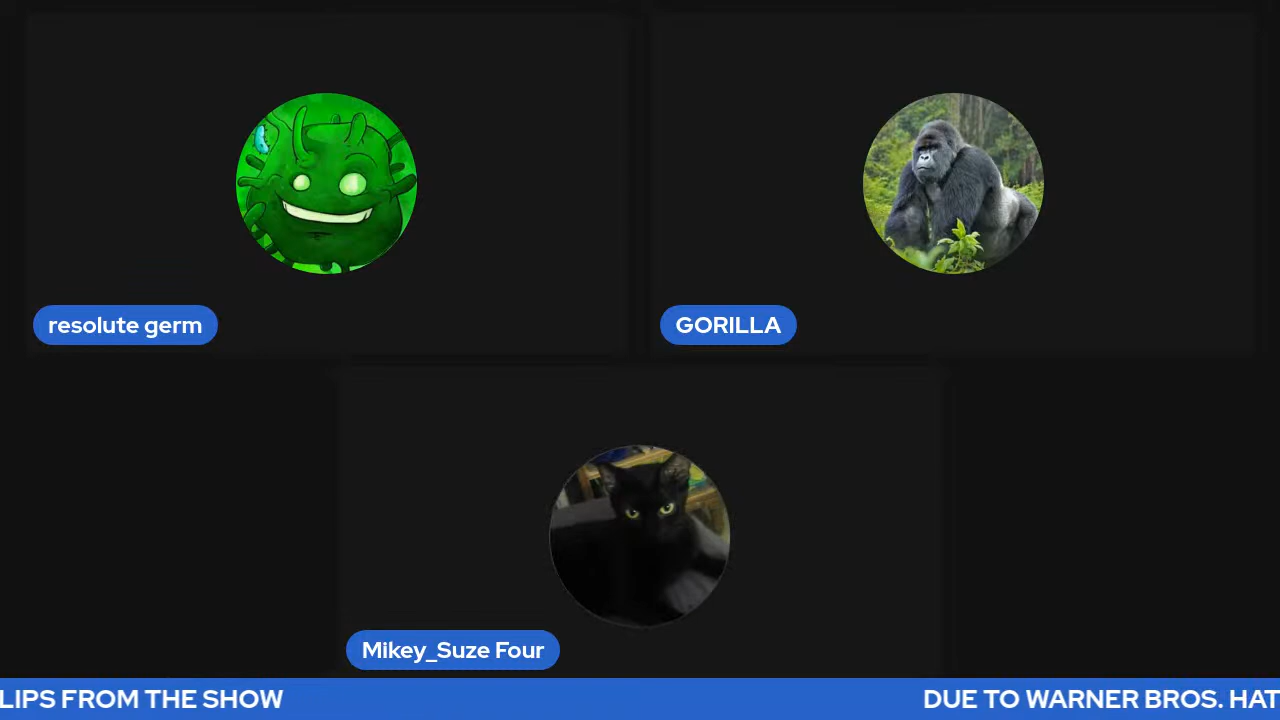 resolute germ
GORILLA
Mikey_Suze Four
LIPS FROM THE SHOW
DUE TO WARNER BROS. HAT